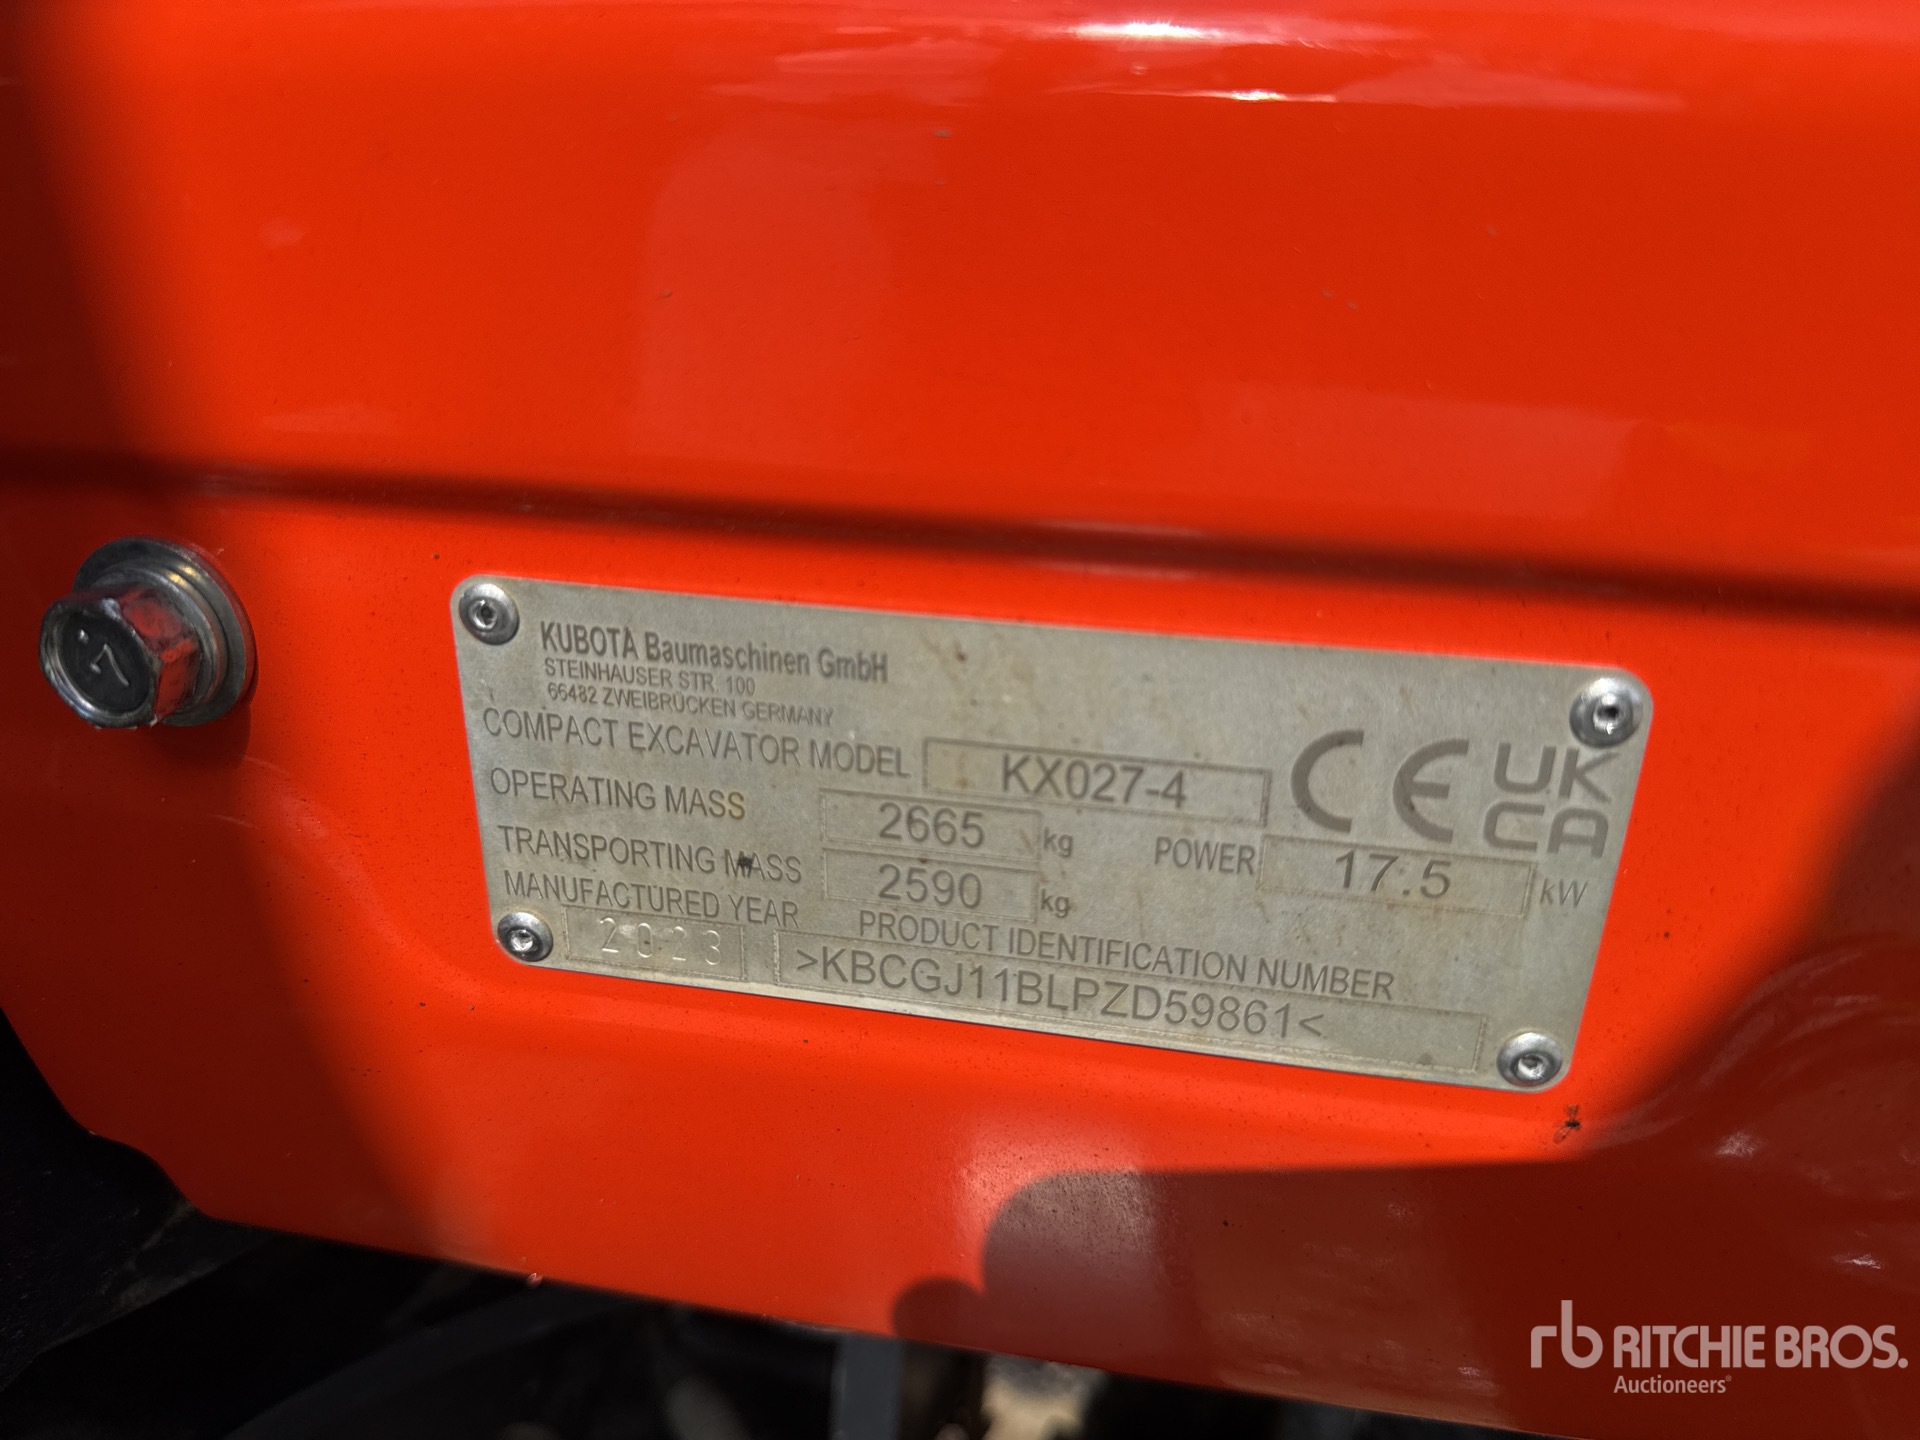 7
KUBOTA Baumaschinen GmbH
STEINHAUSER STR. 100
66482 ZWEIBRÜCKEN GERMANY
COMPACT EXCAVATOR MODEL KX027-4 CE UK CA
OPERATING MASS 2665 kg POWER 17.5 kW
TRANSPORTING MASS 2590 kg
MANUFACTURED YEAR PRODUCT IDENTIFICATION NUMBER
2023 >KBCGJ11BLPZD59861<
rb RITCHIE BROS.
Auctioneers®